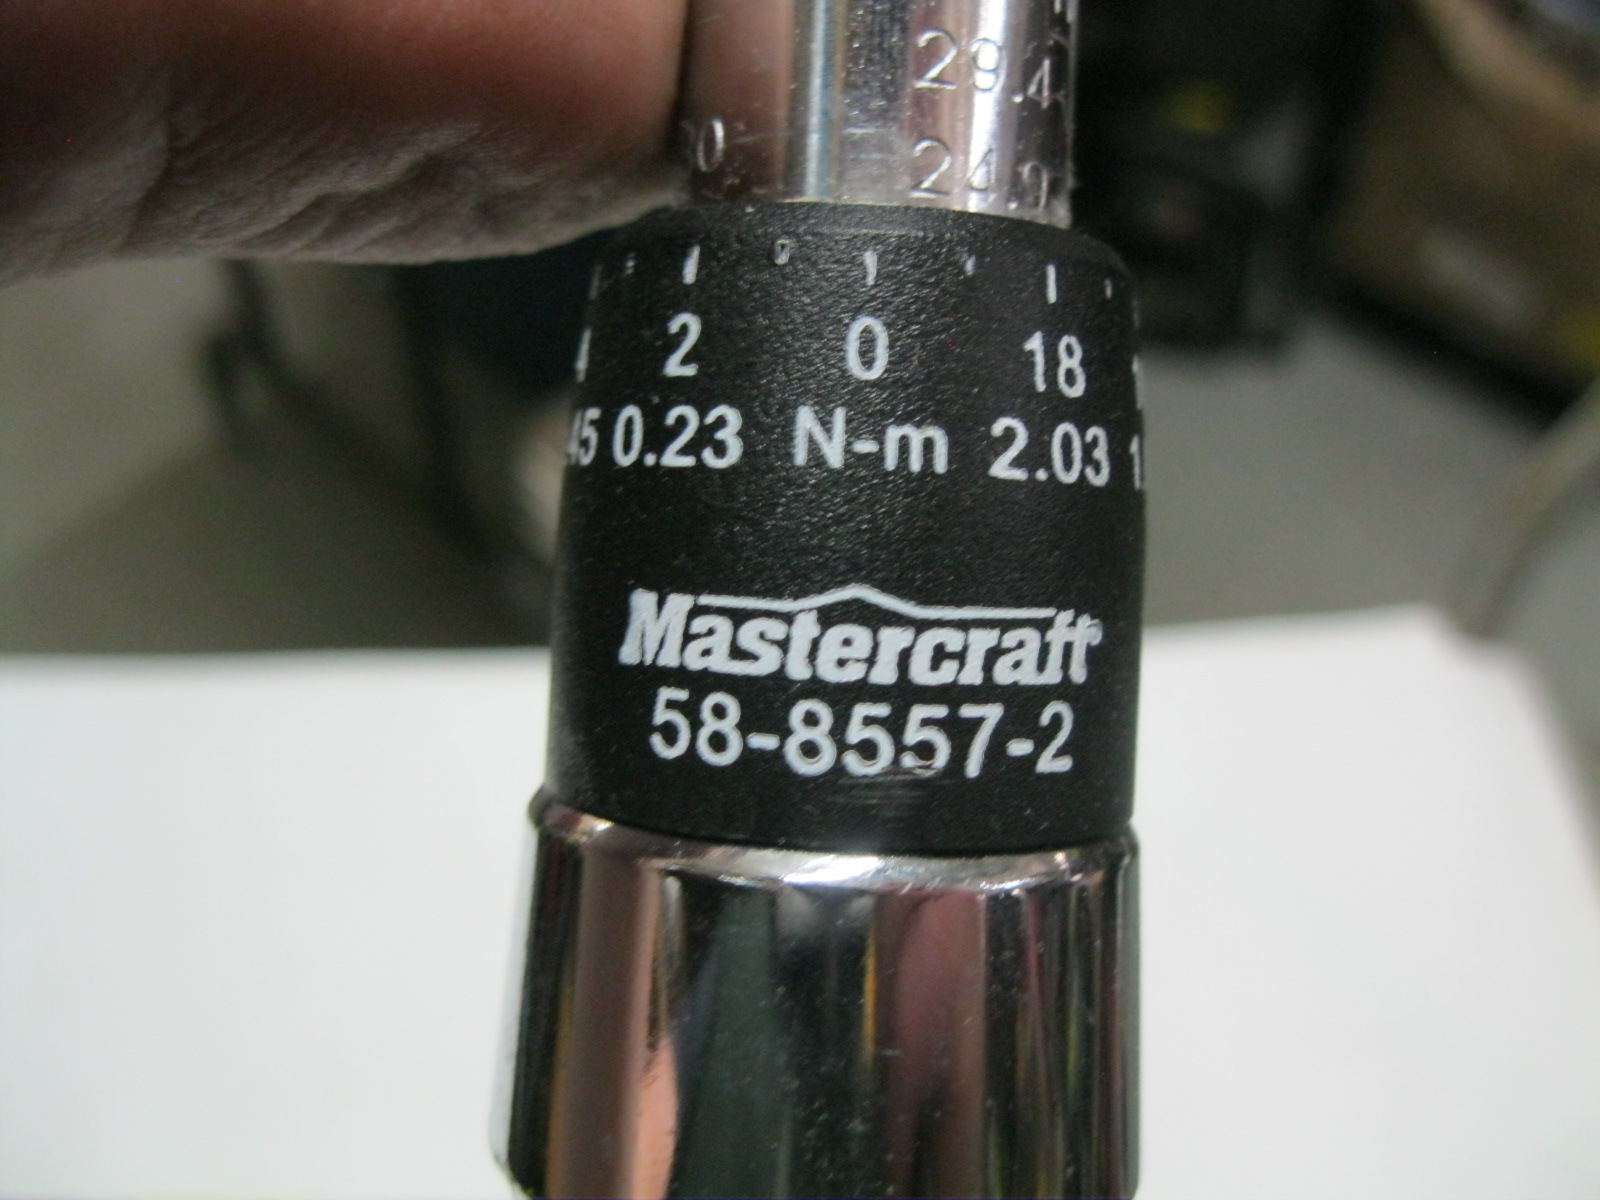 29.4
24.9
2 0 18
0.23 N-m 2.03
Mastercraft
58-8557-2